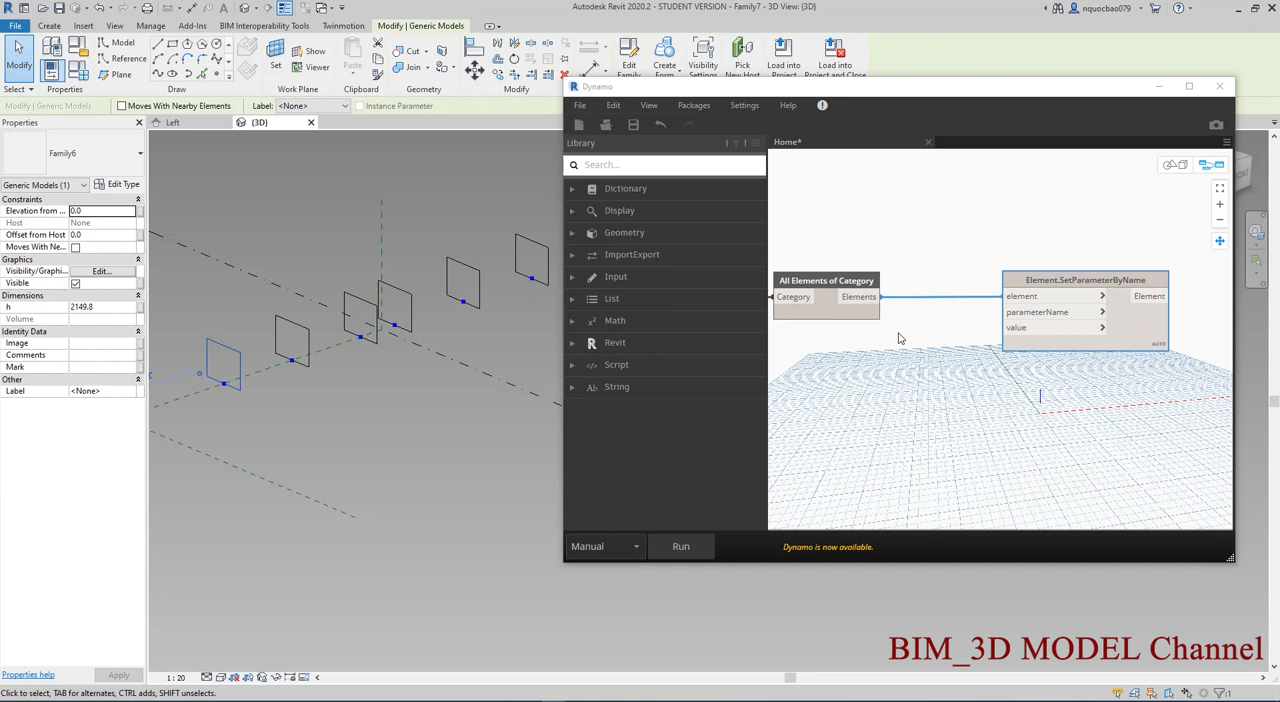 Autodesk Revit 2020.2 - STUDENT VERSION - Family7 - 3D View: {3D}
nquocbao079
File Create Insert View Manage Add-Ins BIM Interoperability Tools Twinmotion Modify | Generic Models
Modify
Model
Reference
Plane
Set
Show
Viewer
Paste
Cut
Join
Edit Family
Create Form
Visibility Settings
Pick New Host
Load into Project
Load into Project and Close
Select Properties Draw Work Plane Clipboard Geometry Modify
Modify | Generic Models Moves With Nearby Elements Label: <None> Instance Parameter
Properties
Left
{3D}
Family6
Generic Models (1) Edit Type
Constraints
Elevation from ... 0.0
Host None
Offset from Host 0.0
Moves With Ne...
Graphics
Visibility/Graphi... Edit...
Visible
Dimensions
h 2149.8
Volume
Identity Data
Image
Comments
Mark
Other
Label <None>
Properties help Apply
1 : 20
Click to select, TAB for alternates, CTRL adds, SHIFT unselects.
:1
Dynamo
File Edit View Packages Settings Help
Library
Home*
Search...
Dictionary
Display
Geometry
ImportExport
Input
List
Math
Revit
Script
String
All Elements of Category
Category Elements
Element.SetParameterByName
element Element
parameterName
value
AUTO
Manual Run Dynamo is now available.
BIM_3D MODEL Channel